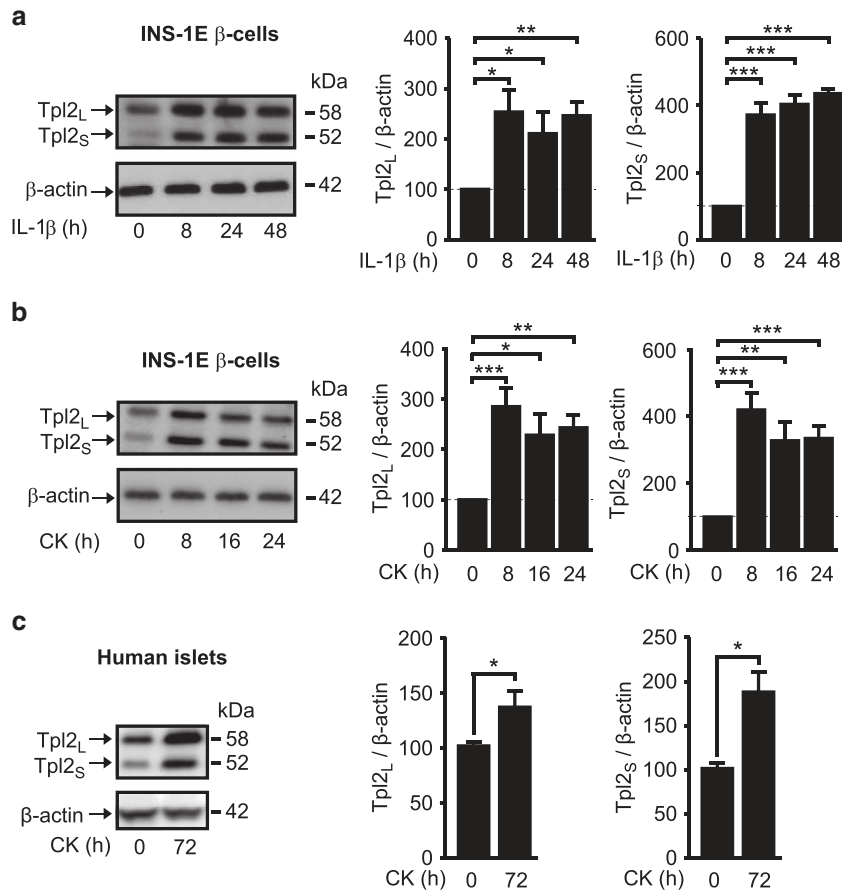 a
INS-1E β-cells
kDa
Tpl2L
58
Tpl2S
52
β-actin
42
IL-1β (h) 0 8 24 48
Tpl2L / β-actin
400
300
200
100
0
* * **
IL-1β (h) 0 8 24 48
Tpl2S / β-actin
600
400
200
0
*** *** ***
IL-1β (h) 0 8 24 48
b
INS-1E β-cells
kDa
Tpl2L
58
Tpl2S
52
β-actin
42
CK (h) 0 8 16 24
Tpl2L / β-actin
400
300
200
100
0
*** * **
CK (h) 0 8 16 24
Tpl2S / β-actin
600
400
200
0
*** ** ***
CK (h) 0 8 16 24
c
Human islets
kDa
Tpl2L
58
Tpl2S
52
β-actin
42
CK (h) 0 72
Tpl2L / β-actin
200
150
100
50
0
*
CK (h) 0 72
Tpl2S / β-actin
250
200
150
100
50
0
*
CK (h) 0 72